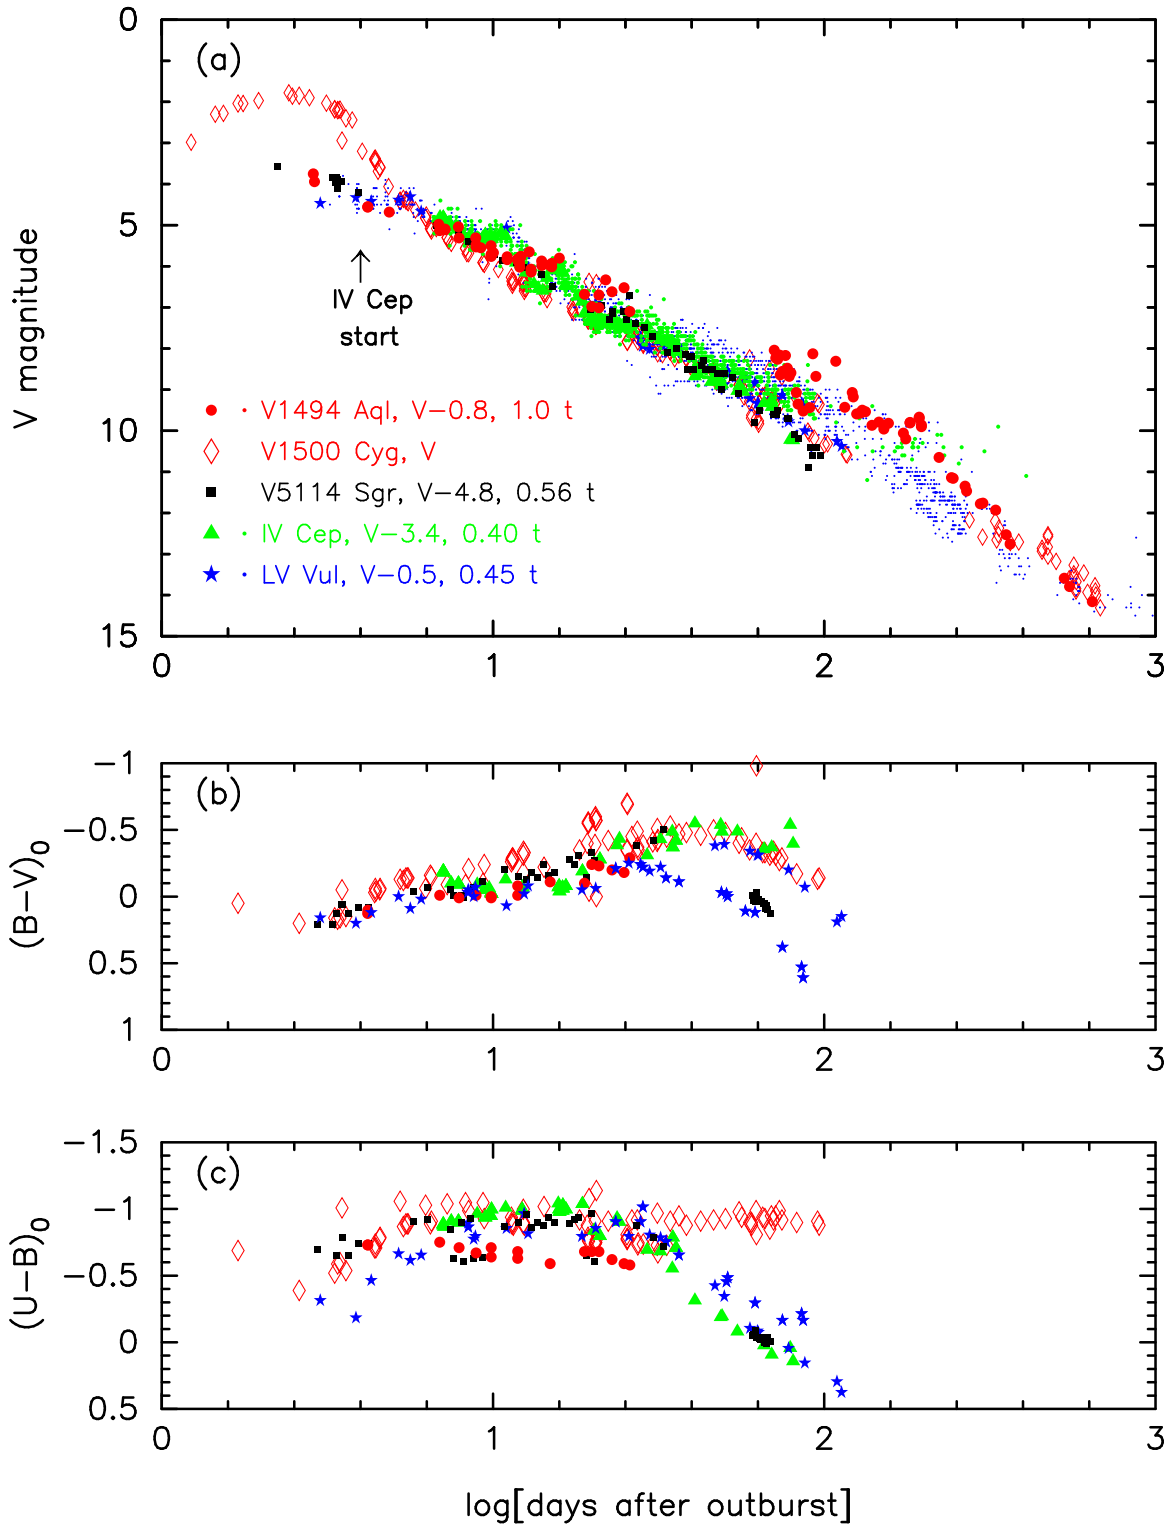 0
(a)
5
V magnitude
IV Cep
start
V1494 Aql, V−0.8, 1.0 t
10
V1500 Cyg, V
V5114 Sgr, V−4.8, 0.56 t
IV Cep, V−3.4, 0.40 t
LV Vul, V−0.5, 0.45 t
15
0 1 2 3
−1
(b)
−0.5
(B−V)0
0
0.5
1
0 1 2 3
−1.5
(c)
−1
(U−B)0
−0.5
0
0.5
0 1 2 3
log[days after outburst]